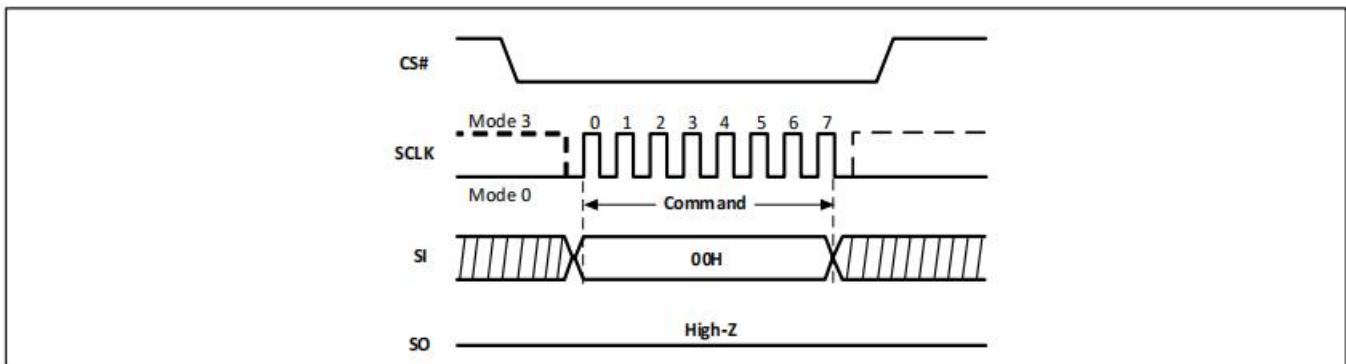 CS#
Mode 3
0 1 2 3 4 5 6 7
SCLK
Mode 0
Command
SI
00H
High-Z
SO